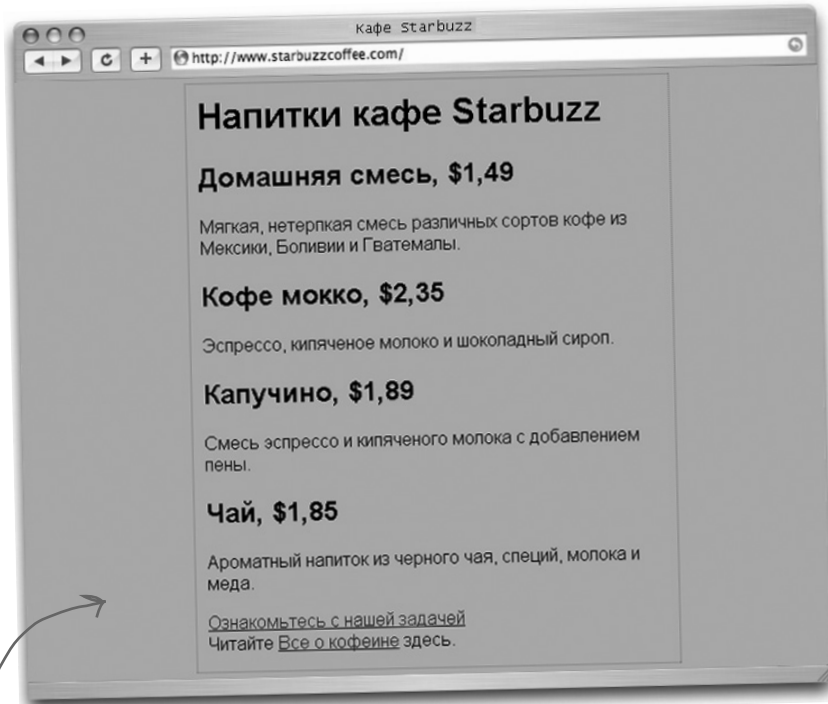 Кафе Starbuzz
http://www.starbuzzcoffee.com/
Напитки кафе Starbuzz
Домашняя смесь, $1,49
Мягкая, нетерпкая смесь различных сортов кофе из
Мексики, Боливии и Гватемалы.
Кофе мокко, $2,35
Эспрессо, кипяченое молоко и шоколадный сироп.
Капучино, $1,89
Смесь эспрессо и кипяченого молока с добавлением
пены.
Чай, $1,85
Ароматный напиток из черного чая, специй, молока и
меда.
Ознакомьтесь с нашей задачей
Читайте Все о кофеине здесь.